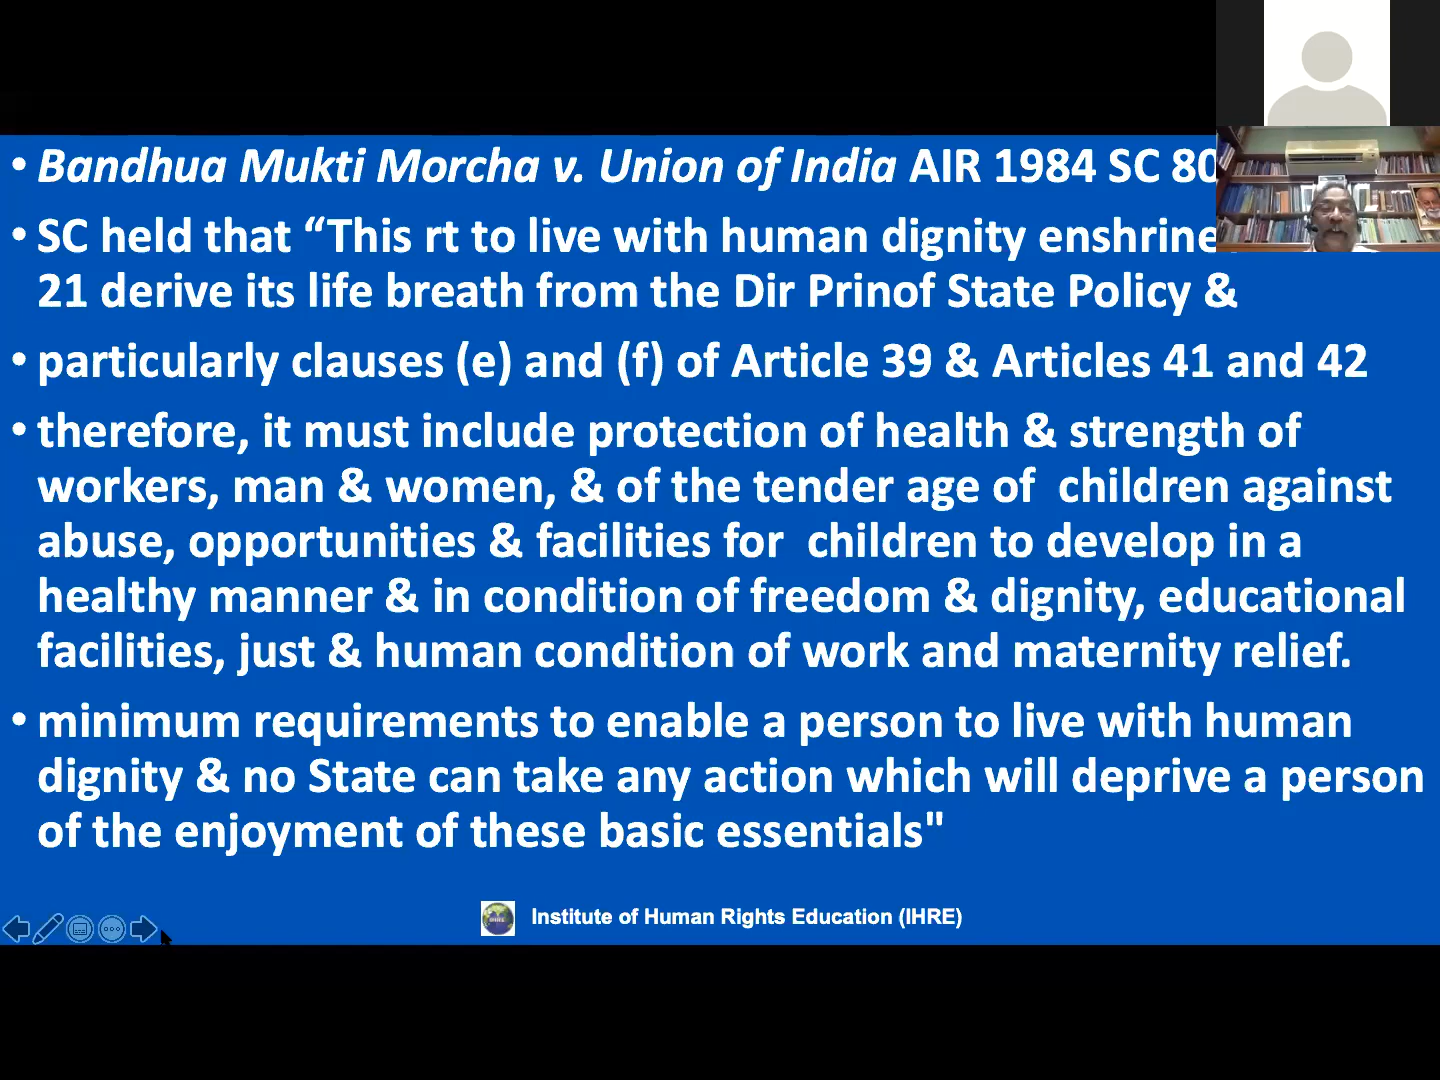 • Bandhua Mukti Morcha v. Union of India AIR 1984 SC 80
• SC held that “This rt to live with human dignity enshrine
21 derive its life breath from the Dir Prinof State Policy &
• particularly clauses (e) and (f) of Article 39 & Articles 41 and 42
• therefore, it must include protection of health & strength of
workers, man & women, & of the tender age of  children against
abuse, opportunities & facilities for  children to develop in a
healthy manner & in condition of freedom & dignity, educational
facilities, just & human condition of work and maternity relief.
• minimum requirements to enable a person to live with human
dignity & no State can take any action which will deprive a person
of the enjoyment of these basic essentials"
IHRE
Institute of Human Rights Education (IHRE)